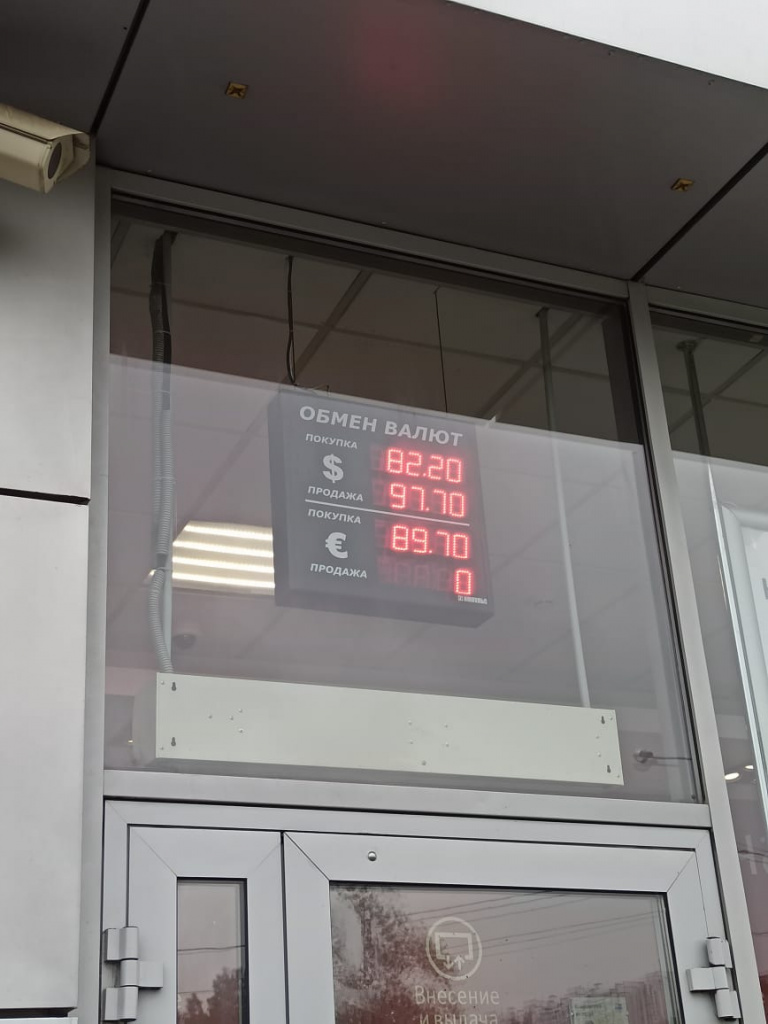 ОБМЕН ВАЛЮТ
ПОКУПКА
$ 82.20
ПРОДАЖА 97.70
ПОКУПКА
€ 89.70
ПРОДАЖА 0
Внесение
и выдача